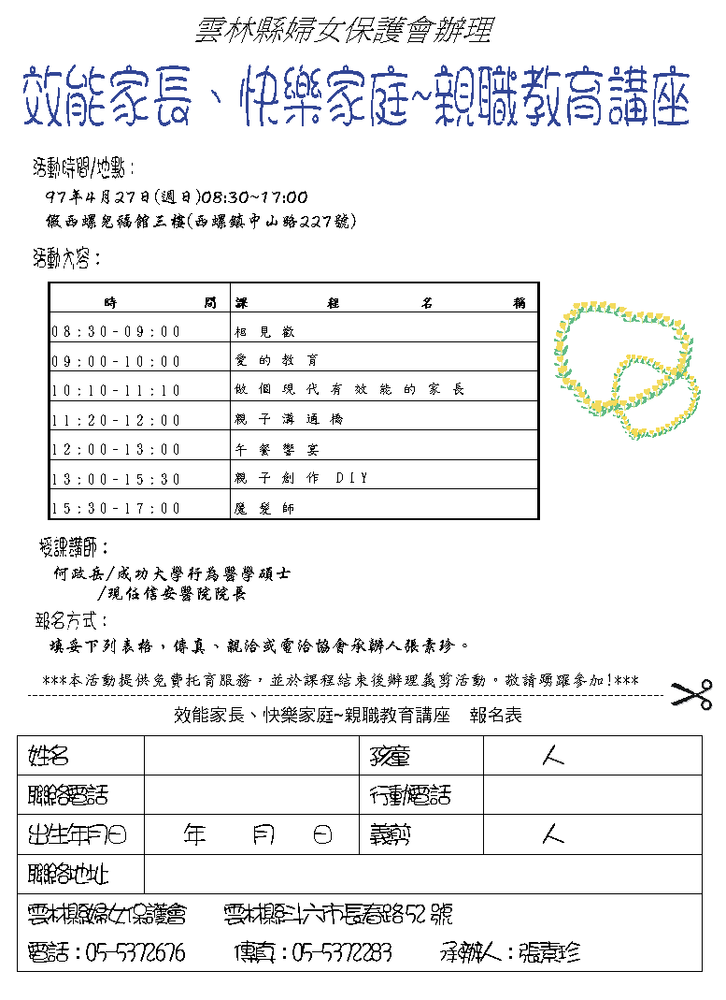 雲林縣婦女保護會辦理
效能家長、快樂家庭~親職教育講座
活動時間/地點：
97年4月27日(週日)08:30~17:00
假西螺兒福館三樓(西螺鎮中山路227號)
活動內容：
時 間 課 程 名 稱
08:30-09:00 相見歡
09:00-10:00 愛的教育
10:10-11:10 做個現代有效能的家長
11:20-12:00 親子溝通橋
12:00-13:00 午餐饗宴
13:00-15:30 親子創作 DIY
15:30-17:00 魔髮師
授課講師：
何政岳/成功大學行為醫學碩士
/現任信安醫院院長
報名方式：
填妥下列表格，傳真、親洽或電洽協會承辦人張素珍。
***本活動提供免費托育服務，並於課程結束後辦理義剪活動。敬請踴躍參加!***
效能家長、快樂家庭~親職教育講座 報名表
姓名 孩童 人
聯絡電話 行動電話
出生年月日 年 月 日 義剪 人
聯絡地址
雲林縣婦女保護會 雲林縣斗六市長春路52號
電話：05-5372676 傳真：05-5372283 承辦人：張素珍